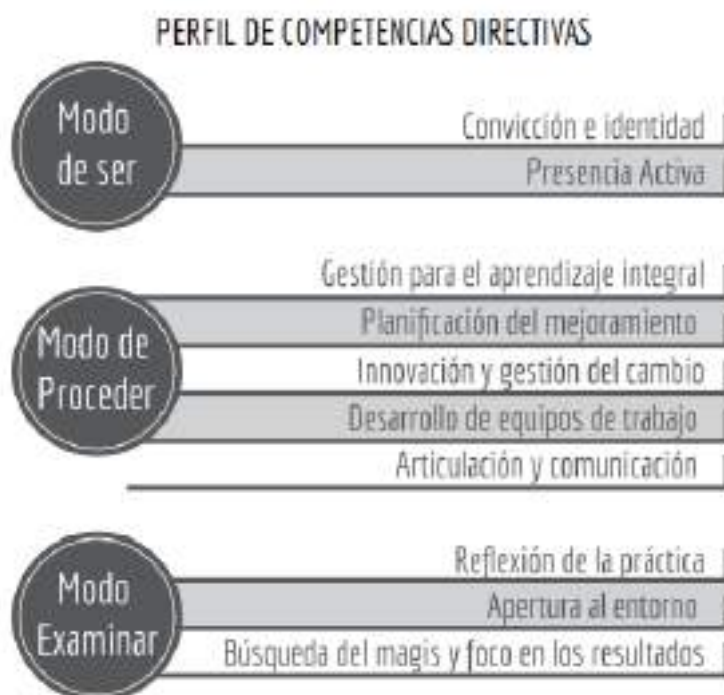 PERFIL DE COMPETENCIAS DIRECTIVAS
Modo
de ser
Convicción e identidad
Presencia Activa
Modo de
Proceder
Gestión para el aprendizaje integral
Planificación del mejoramiento
Innovación y gestión del cambio
Desarrollo de equipos de trabajo
Articulación y comunicación
Modo
Examinar
Reflexión de la práctica
Apertura al entorno
Búsqueda del magis y foco en los resultados